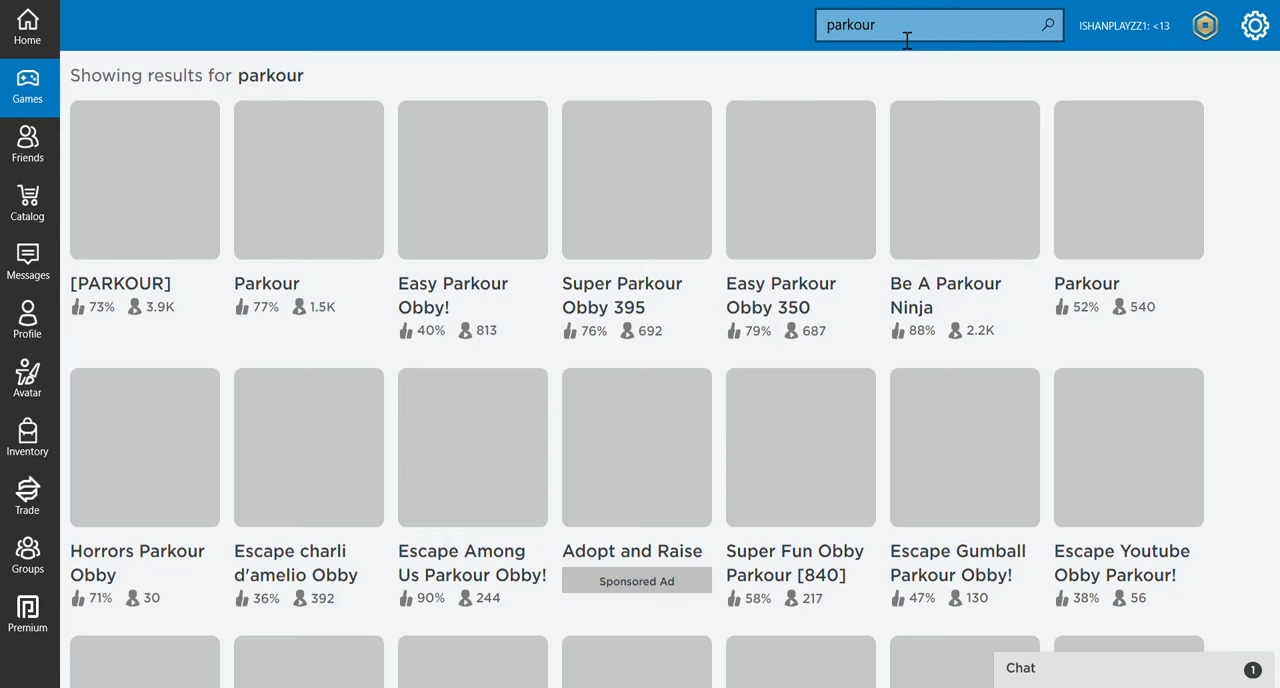 Home
Games
Friends
Catalog
Messages
Profile
Avatar
Inventory
Trade
Groups
Premium
parkour
ISHANPLAYZZ1: <13
Showing results for parkour
[PARKOUR]
73% 3.9K
Parkour
77% 1.5K
Easy Parkour
Obby!
40% 813
Super Parkour
Obby 395
76% 692
Easy Parkour
Obby 350
79% 687
Be A Parkour
Ninja
88% 2.2K
Parkour
52% 540
Horrors Parkour
Obby
71% 30
Escape charli
d'amelio Obby
36% 392
Escape Among
Us Parkour Obby!
90% 244
Adopt and Raise
Sponsored Ad
Super Fun Obby
Parkour [840]
58% 217
Escape Gumball
Parkour Obby!
47% 130
Escape Youtube
Obby Parkour!
38% 56
Chat 1